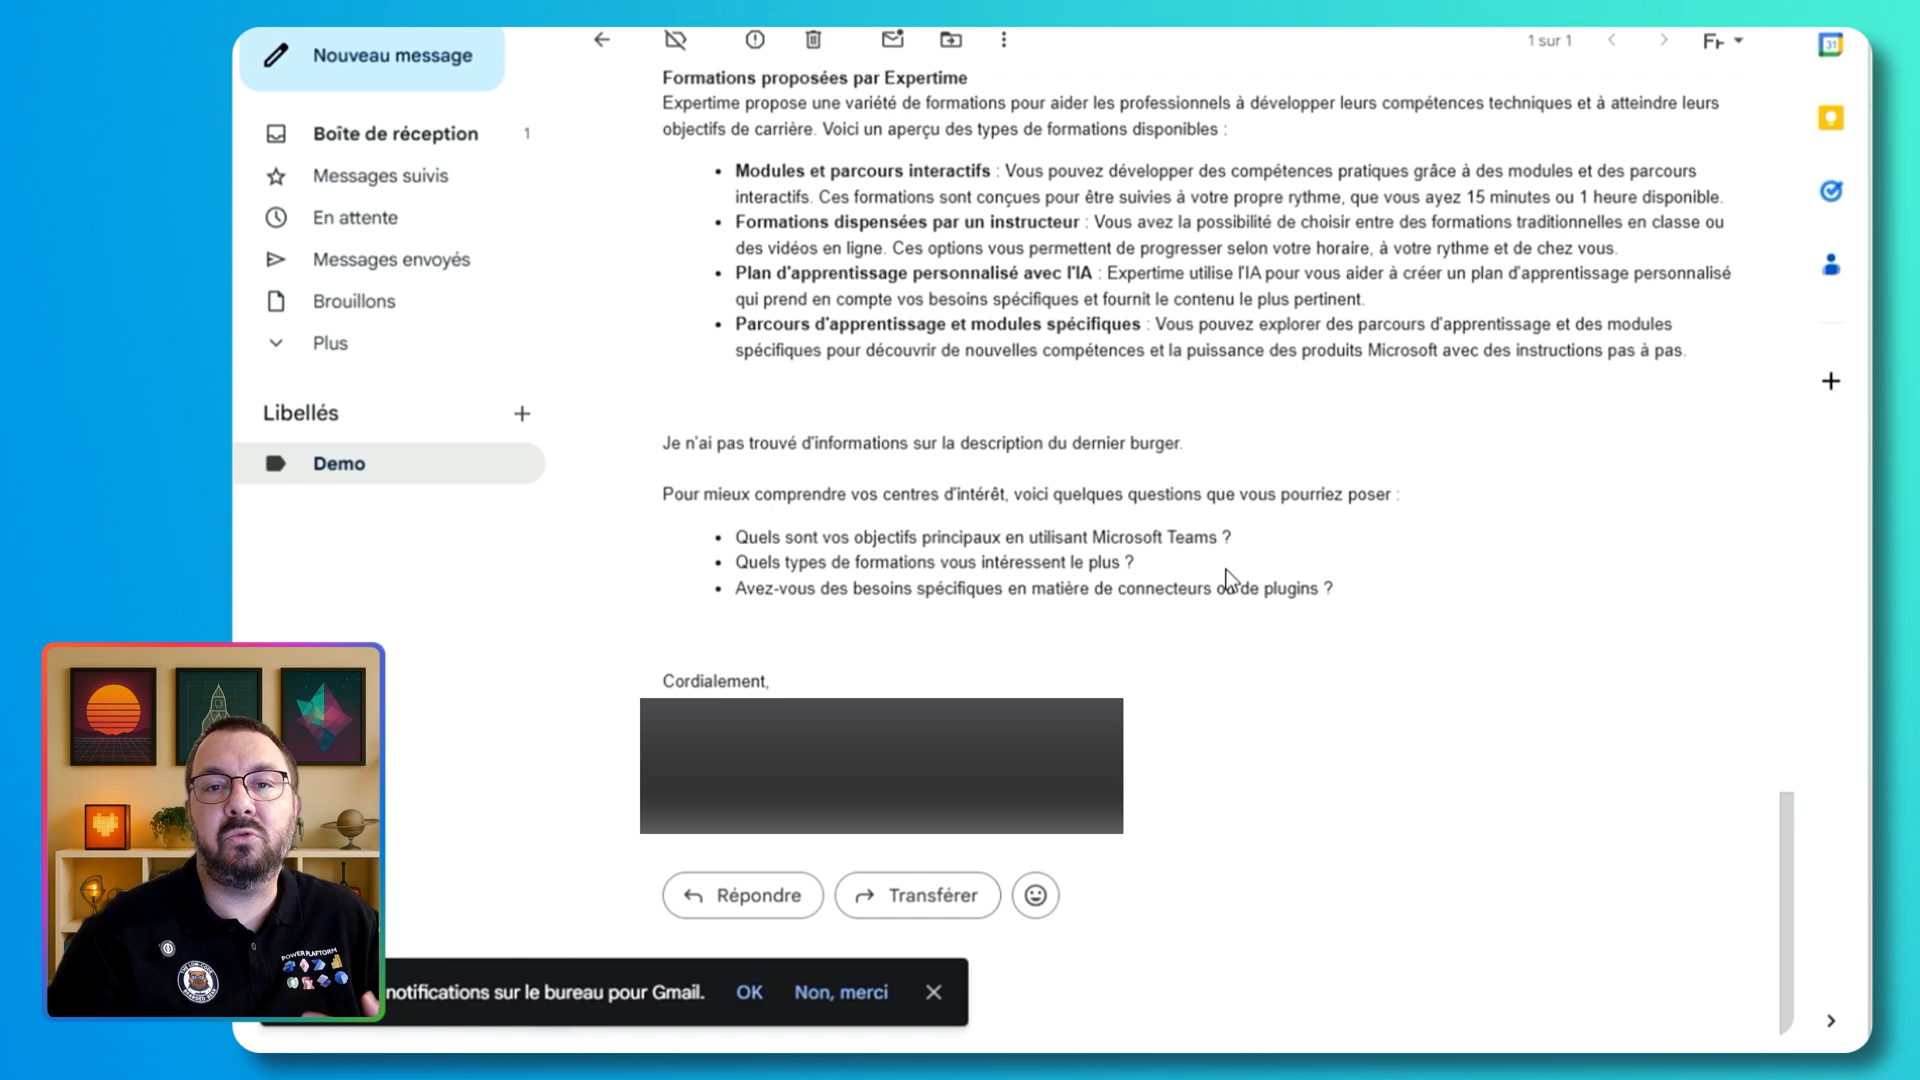 Nouveau message
1 sur 1
Fr
31
Boîte de réception 1
Messages suivis
En attente
Messages envoyés
Brouillons
Plus
Libellés
Demo
Formations proposées par Expertime
Expertime propose une variété de formations pour aider les professionnels à développer leurs compétences techniques et à atteindre leurs
objectifs de carrière. Voici un aperçu des types de formations disponibles :
• Modules et parcours interactifs : Vous pouvez développer des compétences pratiques grâce à des modules et des parcours
interactifs. Ces formations sont conçues pour être suivies à votre propre rythme, que vous ayez 15 minutes ou 1 heure disponible.
• Formations dispensées par un instructeur : Vous avez la possibilité de choisir entre des formations traditionnelles en classe ou
des vidéos en ligne. Ces options vous permettent de progresser selon votre horaire, à votre rythme et de chez vous.
• Plan d'apprentissage personnalisé avec l'IA : Expertime utilise l'IA pour vous aider à créer un plan d'apprentissage personnalisé
qui prend en compte vos besoins spécifiques et fournit le contenu le plus pertinent.
• Parcours d'apprentissage et modules spécifiques : Vous pouvez explorer des parcours d'apprentissage et des modules
spécifiques pour découvrir de nouvelles compétences et la puissance des produits Microsoft avec des instructions pas à pas.
Je n'ai pas trouvé d'informations sur la description du dernier burger.
Pour mieux comprendre vos centres d'intérêt, voici quelques questions que vous pourriez poser :
• Quels sont vos objectifs principaux en utilisant Microsoft Teams ?
• Quels types de formations vous intéressent le plus ?
• Avez-vous des besoins spécifiques en matière de connecteurs ou de plugins ?
Cordialement,
Répondre
Transférer
notifications sur le bureau pour Gmail.
OK
Non, merci
POWER PLAFTORM